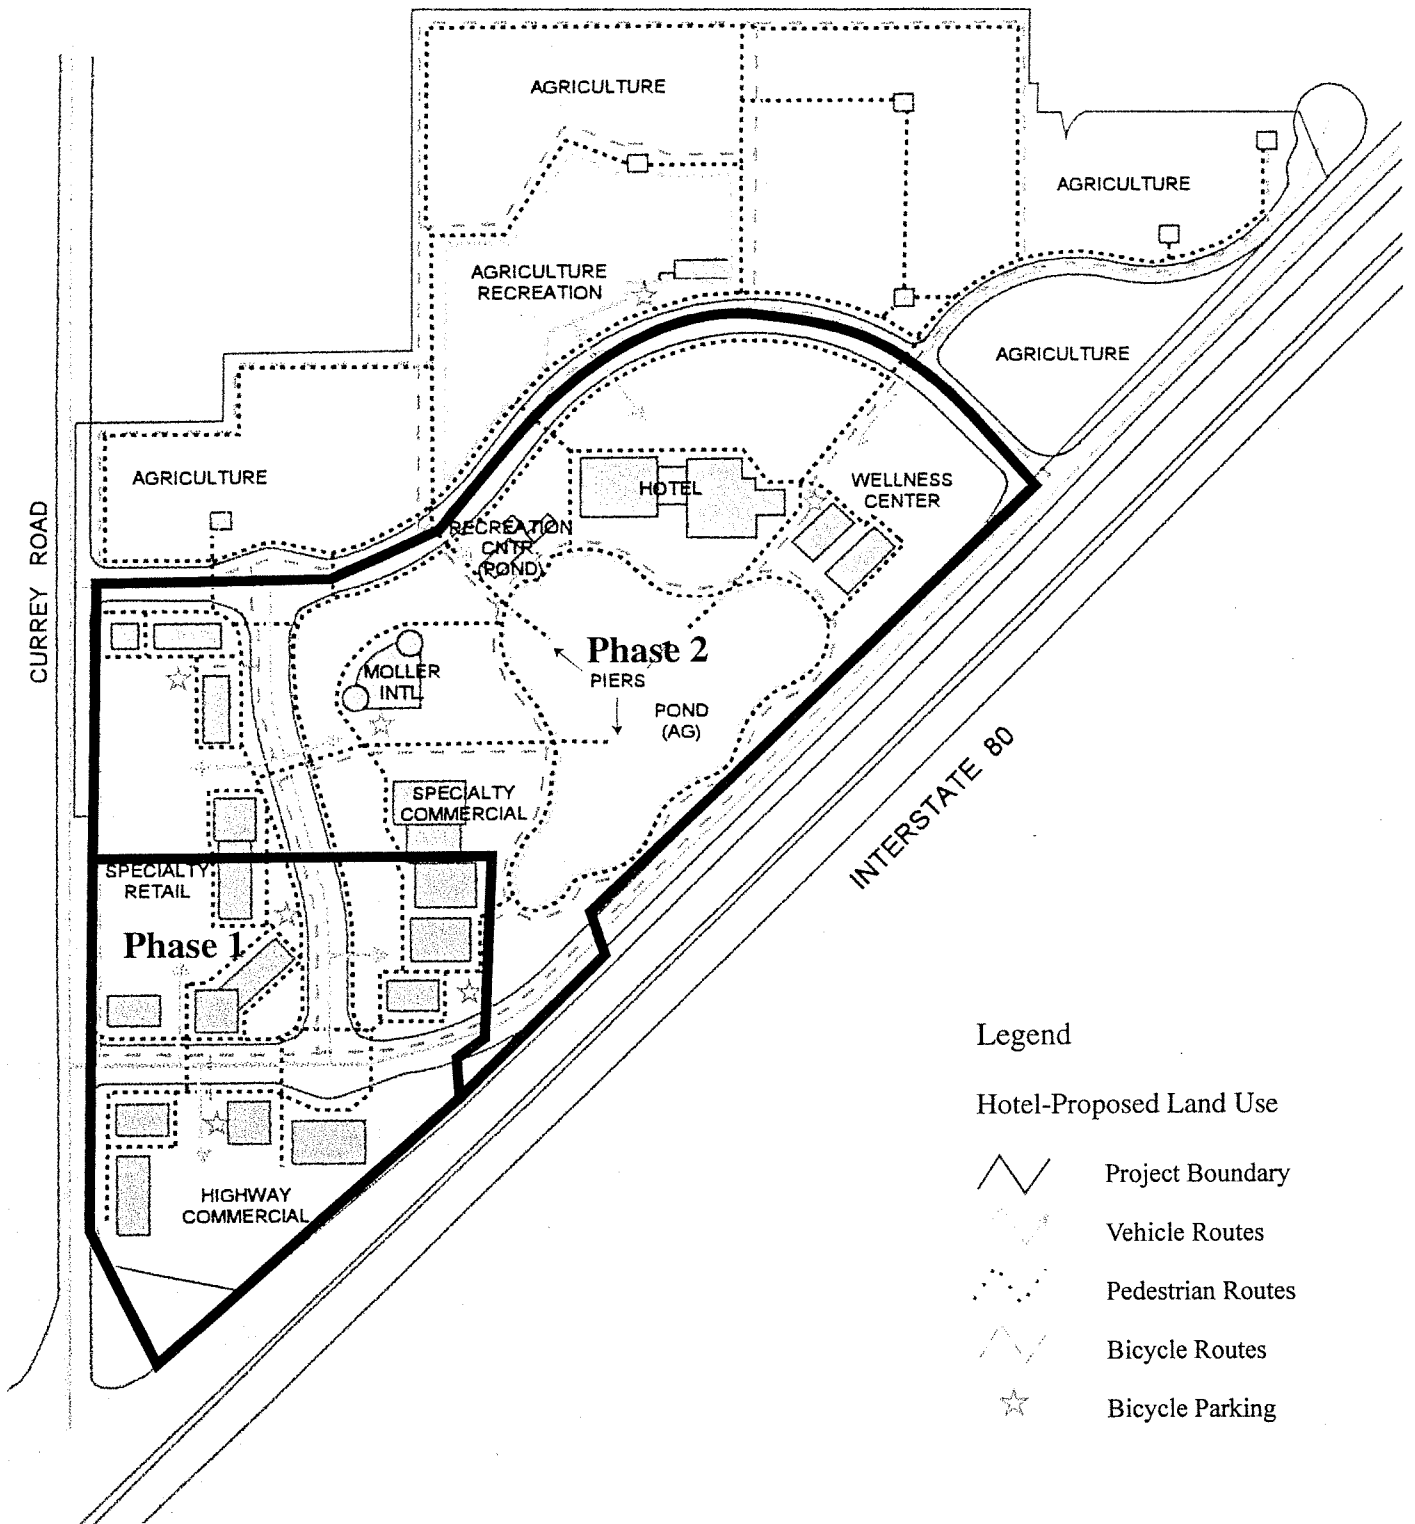 AGRICULTURE
AGRICULTURE
AGRICULTURE
RECREATION
AGRICULTURE
AGRICULTURE
WELLNESS
CENTER
HOTEL
RECREATION
CNTR.
(POND)
CURREY ROAD
Phase 2
PIERS
MOLLER
INTL.
POND
(AG)
INTERSTATE 80
SPECIALTY
COMMERCIAL
SPECIALTY
RETAIL
Phase 1
HIGHWAY
COMMERCIAL
Legend
Hotel-Proposed Land Use
Project Boundary
Vehicle Routes
Pedestrian Routes
Bicycle Routes
Bicycle Parking